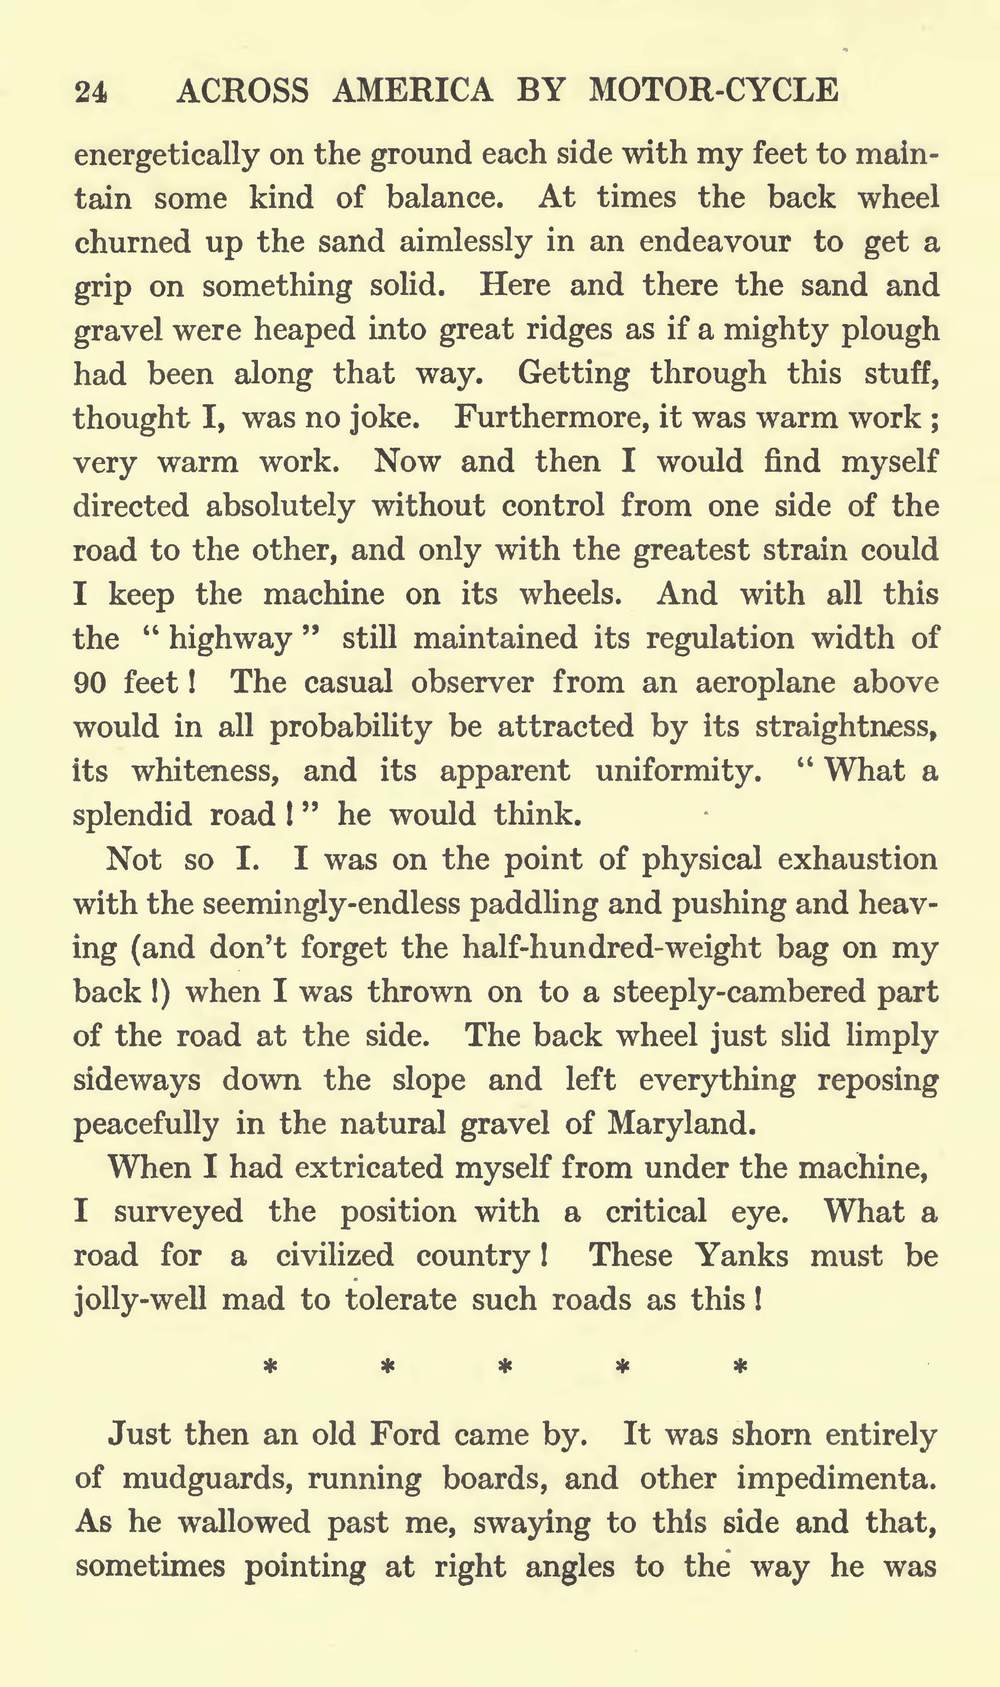 24 ACROSS AMERICA BY MOTOR-CYCLE
energetically on the ground each side with my feet to main-
tain some kind of balance. At times the back wheel
churned up the sand aimlessly in an endeavour to get a
grip on something solid. Here and there the sand and
gravel were heaped into great ridges as if a mighty plough
had been along that way. Getting through this stuff,
thought I, was no joke. Furthermore, it was warm work ;
very warm work. Now and then I would find myself
directed absolutely without control from one side of the
road to the other, and only with the greatest strain could
I keep the machine on its wheels. And with all this
the “ highway ” still maintained its regulation width of
90 feet ! The casual observer from an aeroplane above
would in all probability be attracted by its straightness,
its whiteness, and its apparent uniformity. “ What a
splendid road ! ” he would think.
Not so I. I was on the point of physical exhaustion
with the seemingly-endless paddling and pushing and heav-
ing (and don’t forget the half-hundred-weight bag on my
back !) when I was thrown on to a steeply-cambered part
of the road at the side. The back wheel just slid limply
sideways down the slope and left everything reposing
peacefully in the natural gravel of Maryland.
When I had extricated myself from under the machine,
I surveyed the position with a critical eye. What a
road for a civilized country ! These Yanks must be
jolly-well mad to tolerate such roads as this !
* * * * *
Just then an old Ford came by. It was shorn entirely
of mudguards, running boards, and other impedimenta.
As he wallowed past me, swaying to this side and that,
sometimes pointing at right angles to the way he was